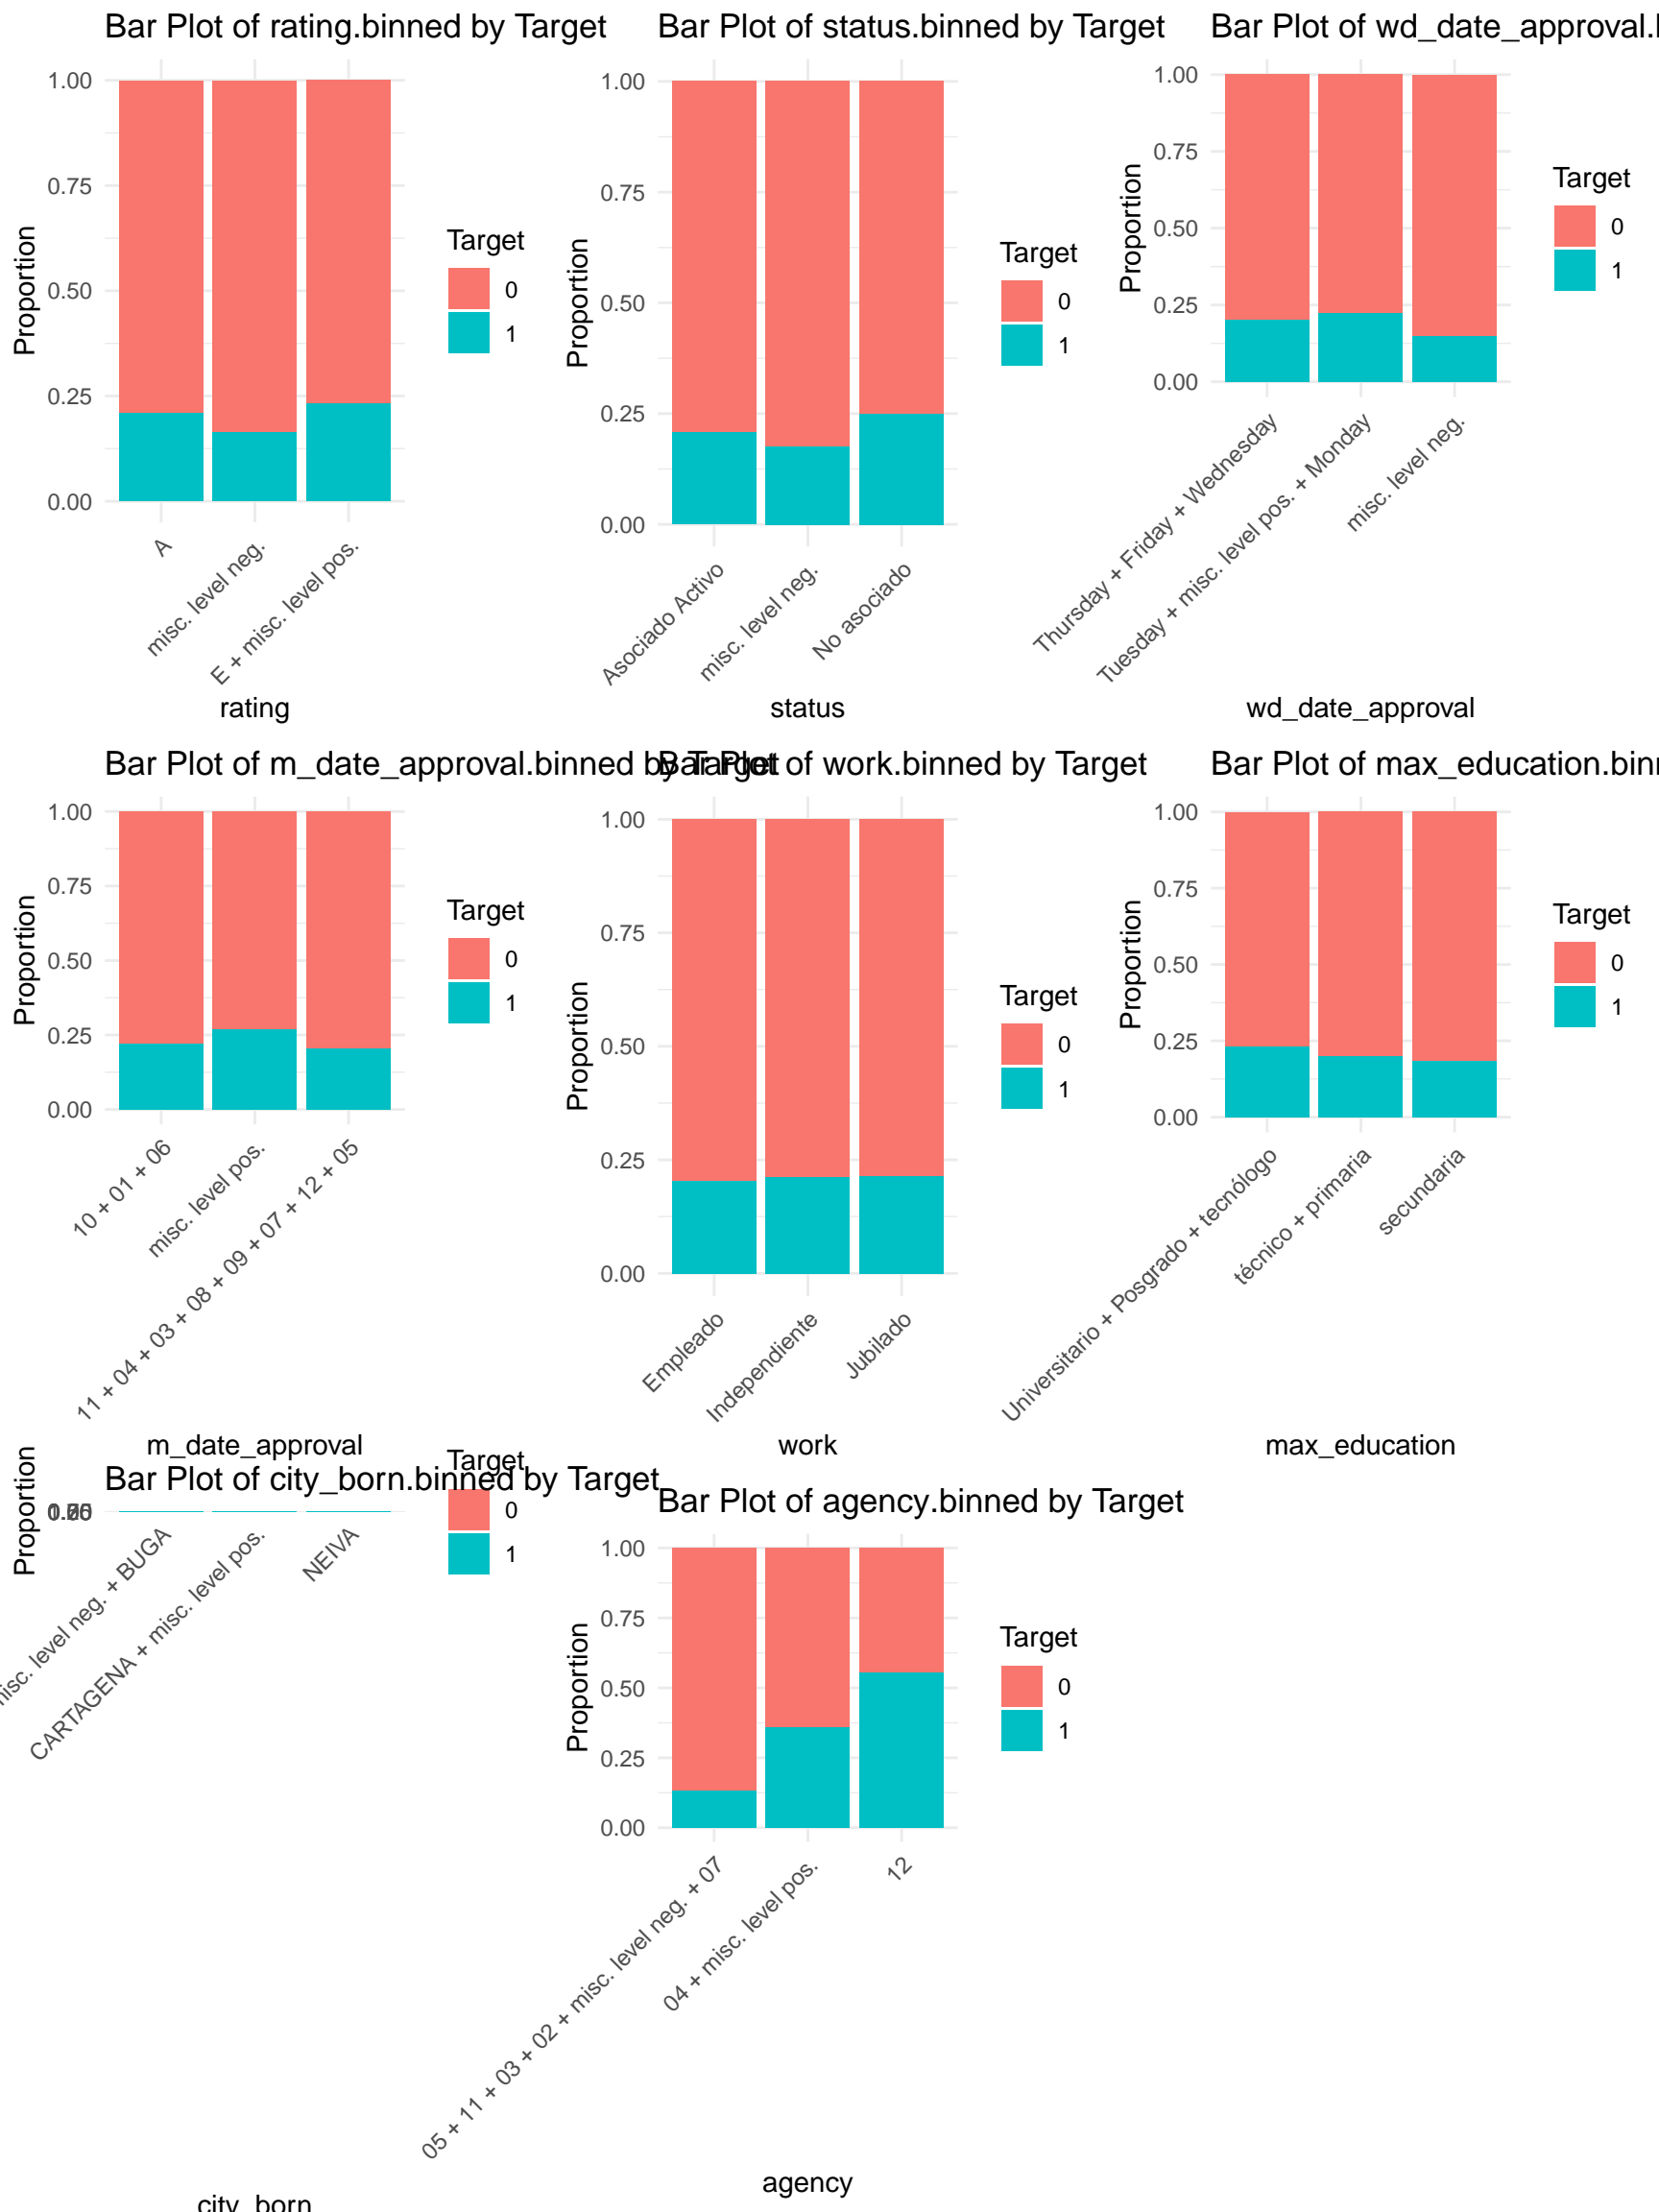 Bar Plot of rating.binned by Target
1.00
0.75
0.50
0.25
0.00
Proportion
A
misc. level neg.
E + misc. level pos.
rating
Target
0
1
Bar Plot of status.binned by Target
1.00
0.75
0.50
0.25
0.00
Proportion
Asociado Activo
misc. level neg.
No asociado
status
Target
0
1
Bar Plot of wd_date_approval.
1.00
0.75
0.50
0.25
0.00
Proportion
Thursday + Friday + Wednesday
Tuesday + misc. level pos. + Monday
misc. level neg.
wd_date_approval
Target
0
1
Bar Plot of m_date_approval.binned by Target
1.00
0.75
0.50
0.25
0.00
Proportion
10 + 01 + 06
misc. level pos.
11 + 04 + 03 + 08 + 09 + 07 + 12 + 05
m_date_approval
Target
0
1
Bar Plot of work.binned by Target
1.00
0.75
0.50
0.25
0.00
Proportion
Empleado
Independiente
Jubilado
work
Target
0
1
Bar Plot of max_education.bin
1.00
0.75
0.50
0.25
0.00
Proportion
Universitario + Posgrado + tecnólogo
técnico + primaria
secundaria
max_education
Target
0
1
Bar Plot of city_born.binned by Target
Proportion
misc. level neg. + BUGA
CARTAGENA + misc. level pos.
NEIVA
city_born
Target
0
1
Bar Plot of agency.binned by Target
1.00
0.75
0.50
0.25
0.00
Proportion
05 + 11 + 03 + 02 + misc. level neg. + 07
04 + misc. level pos.
12
agency
Target
0
1